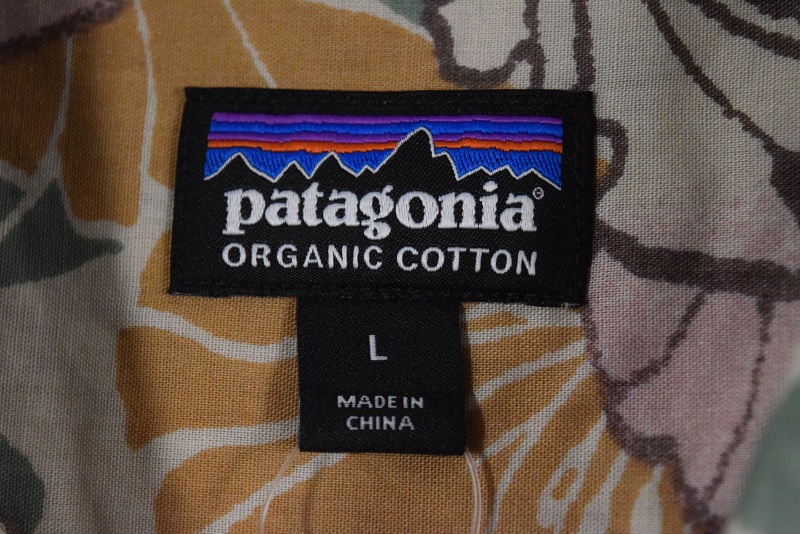 patagonia®
ORGANIC COTTON
L
MADE IN
CHINA